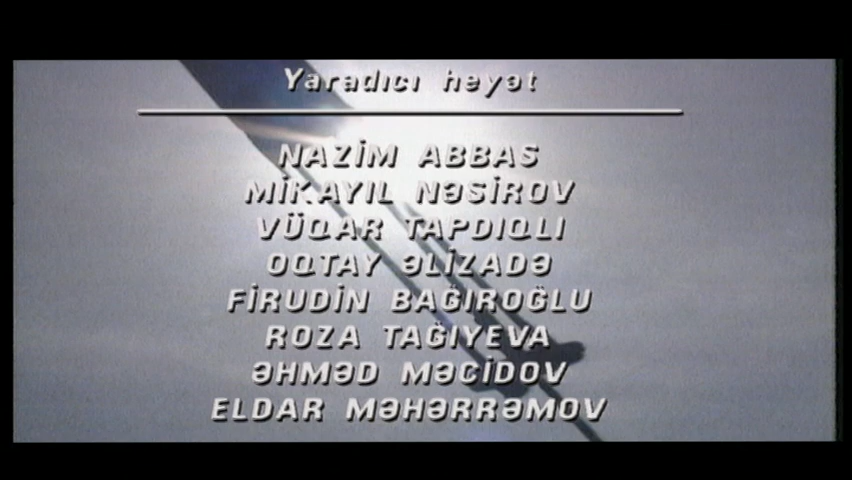 Yaradıcı heyət
NAZİM ABBAS
MİKAYIL NƏSİROV
VÜQAR TAPDIQLI
OQTAY ƏLİZADƏ
FİRUDİN BAĞIROĞLU
ROZA TAĞIYEVA
ƏHMƏD MƏCİDOV
ELDAR MƏHƏRRƏMOV